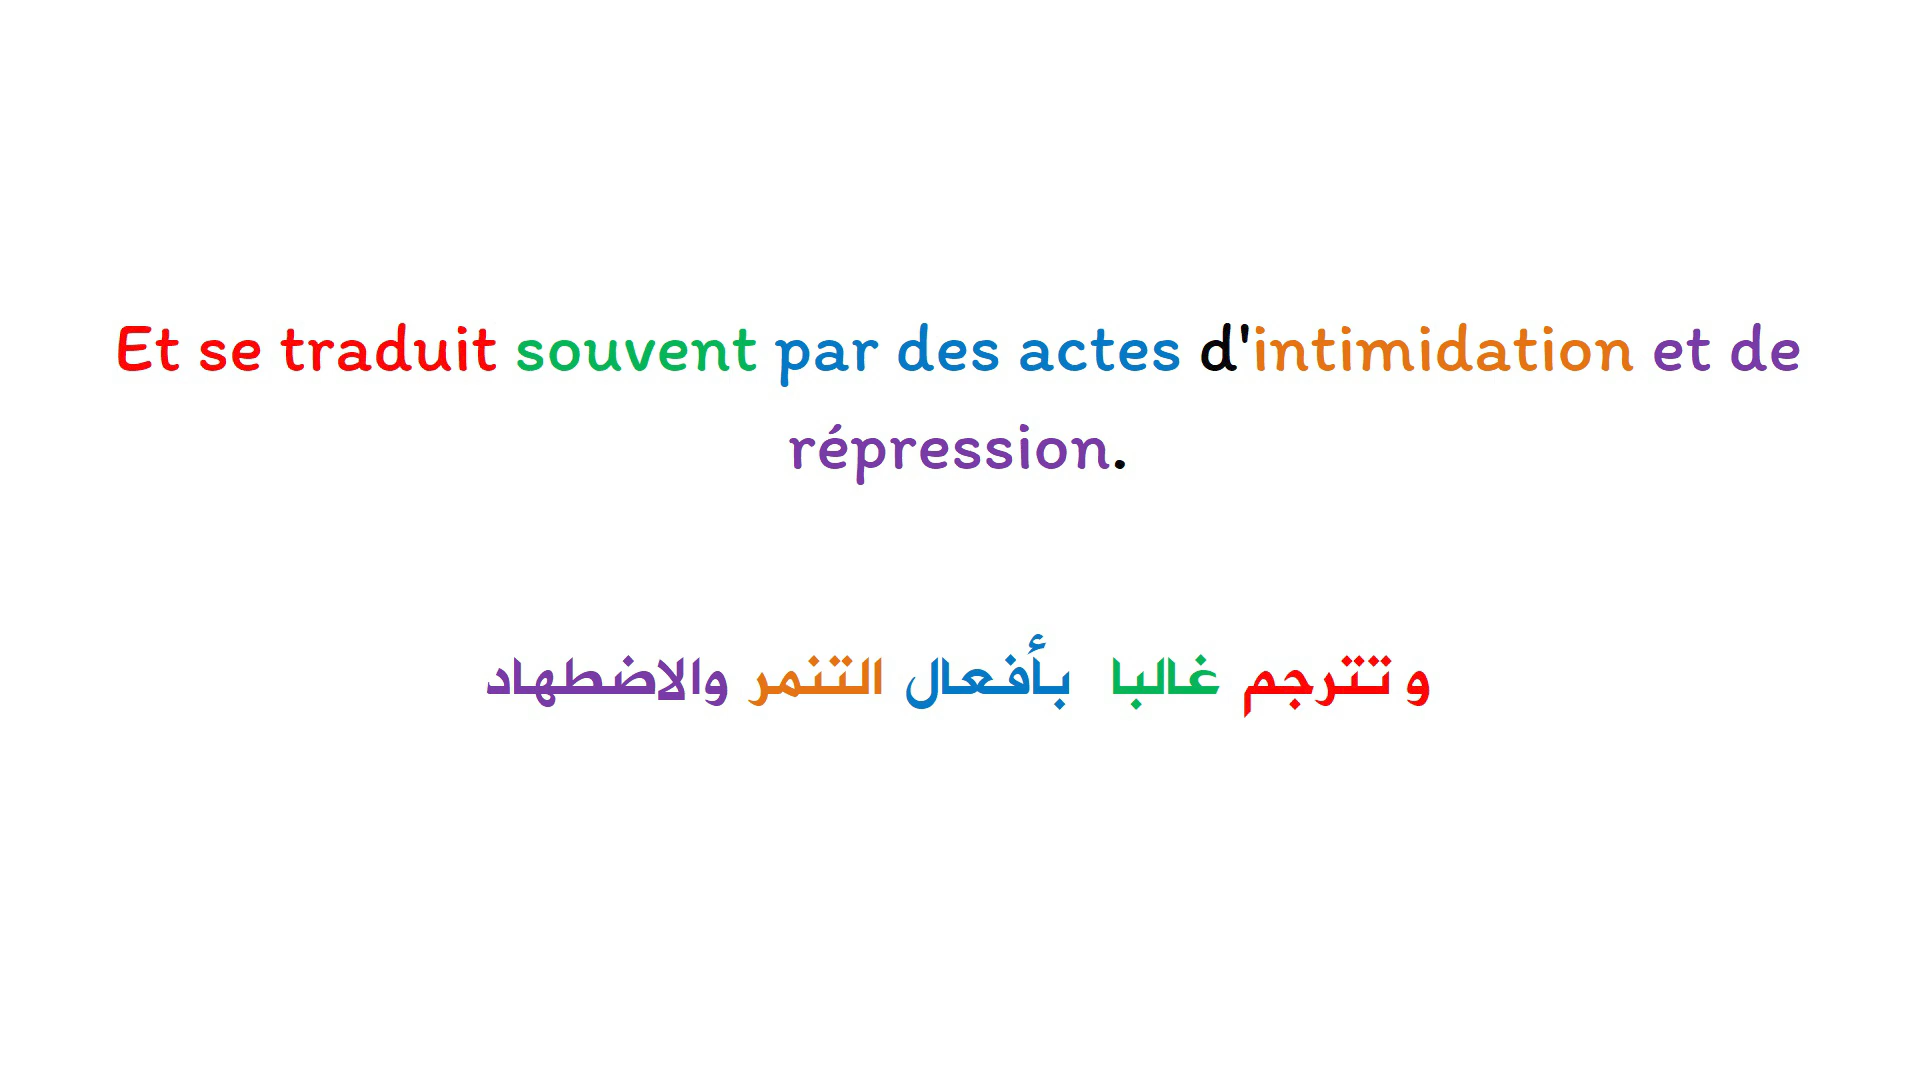 Et se traduit souvent par des actes d'intimidation et de
répression.
و تترجم غالبا بأفعال التنمر والاضطهاد